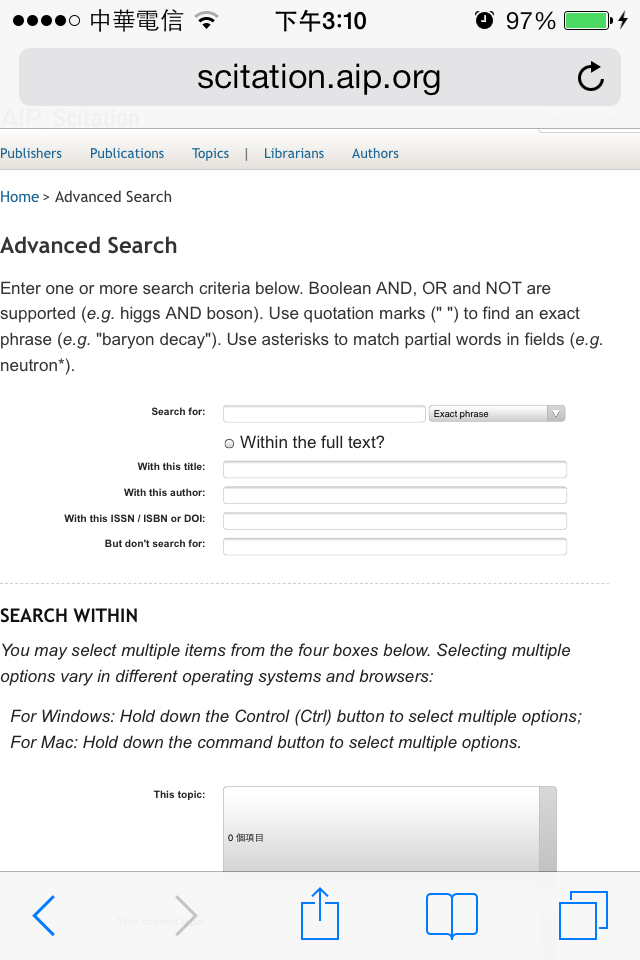 中華電信 下午3:10 97%
scitation.aip.org
AIP Scitation
Publishers Publications Topics | Librarians Authors
Home > Advanced Search
Advanced Search
Enter one or more search criteria below. Boolean AND, OR and NOT are
supported (e.g. higgs AND boson). Use quotation marks (" ") to find an exact
phrase (e.g. "baryon decay"). Use asterisks to match partial words in fields (e.g.
neutron*).
Search for: Exact phrase
Within the full text?
With this title:
With this author:
With this ISSN / ISBN or DOI:
But don't search for:
SEARCH WITHIN
You may select multiple items from the four boxes below. Selecting multiple
options vary in different operating systems and browsers:
For Windows: Hold down the Control (Ctrl) button to select multiple options;
For Mac: Hold down the command button to select multiple options.
This topic:
0 個項目
This content type: